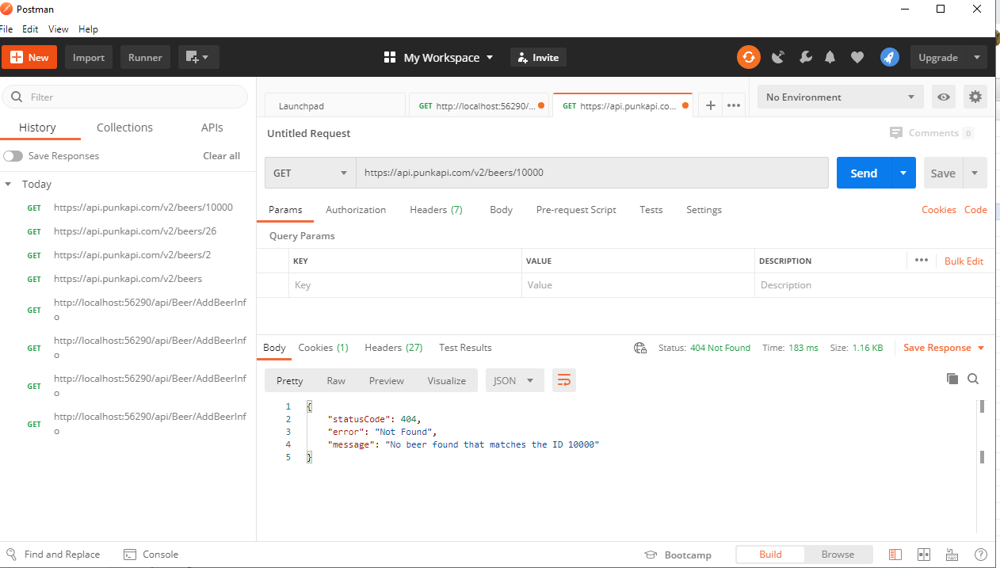 Postman
File Edit View Help
New Import Runner My Workspace Invite Upgrade
Filter
History Collections APIs
Save Responses Clear all
Today
GET https://api.punkapi.com/v2/beers/10000
GET https://api.punkapi.com/v2/beers/26
GET https://api.punkapi.com/v2/beers/2
GET https://api.punkapi.com/v2/beers
GET http://localhost:56290/api/Beer/AddBeerInf
o
GET http://localhost:56290/api/Beer/AddBeerInf
o
GET http://localhost:56290/api/Beer/AddBeerInf
o
GET http://localhost:56290/api/Beer/AddBeerInf
o
Launchpad GET http://localhost:56290/... GET https://api.punkapi.co... No Environment
Untitled Request Comments 0
GET https://api.punkapi.com/v2/beers/10000 Send Save
Params Authorization Headers (7) Body Pre-request Script Tests Settings Cookies Code
Query Params
KEY VALUE DESCRIPTION Bulk Edit
Key Value Description
Body Cookies (1) Headers (27) Test Results Status: 404 Not Found Time: 183 ms Size: 1.16 KB Save Response
Pretty Raw Preview Visualize JSON
1 {
2 "statusCode": 404,
3 "error": "Not Found",
4 "message": "No beer found that matches the ID 10000"
5 }
Find and Replace Console Bootcamp Build Browse